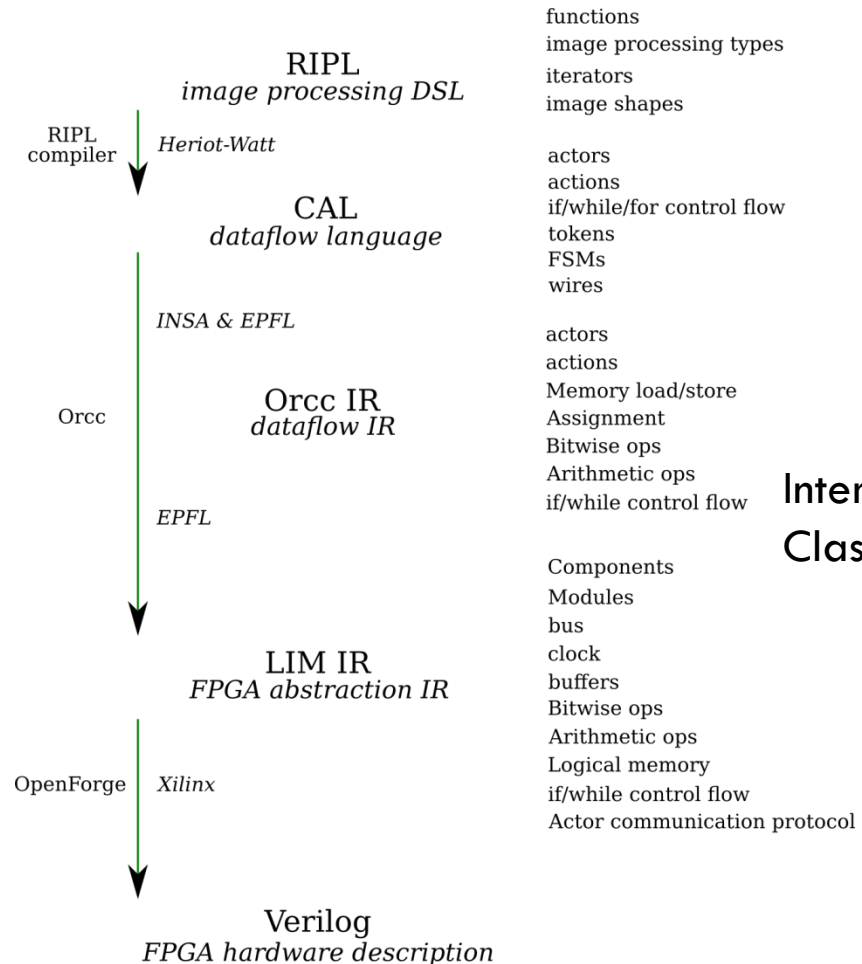 RIPL
image processing DSL
functions
image processing types
iterators
image shapes
RIPL
compiler
Heriot-Watt
CAL
dataflow language
actors
actions
if/while/for control flow
tokens
FSMs
wires
INSA & EPFL
Orcc
Orcc IR
dataflow IR
EPFL
actors
actions
Memory load/store
Assignment
Bitwise ops
Arithmetic ops
if/while control flow
LIM IR
FPGA abstraction IR
Components
Modules
bus
clock
buffers
Bitwise ops
Arithmetic ops
Logical memory
if/while control flow
Actor communication protocol
OpenForge
Xilinx
Verilog
FPGA hardware description